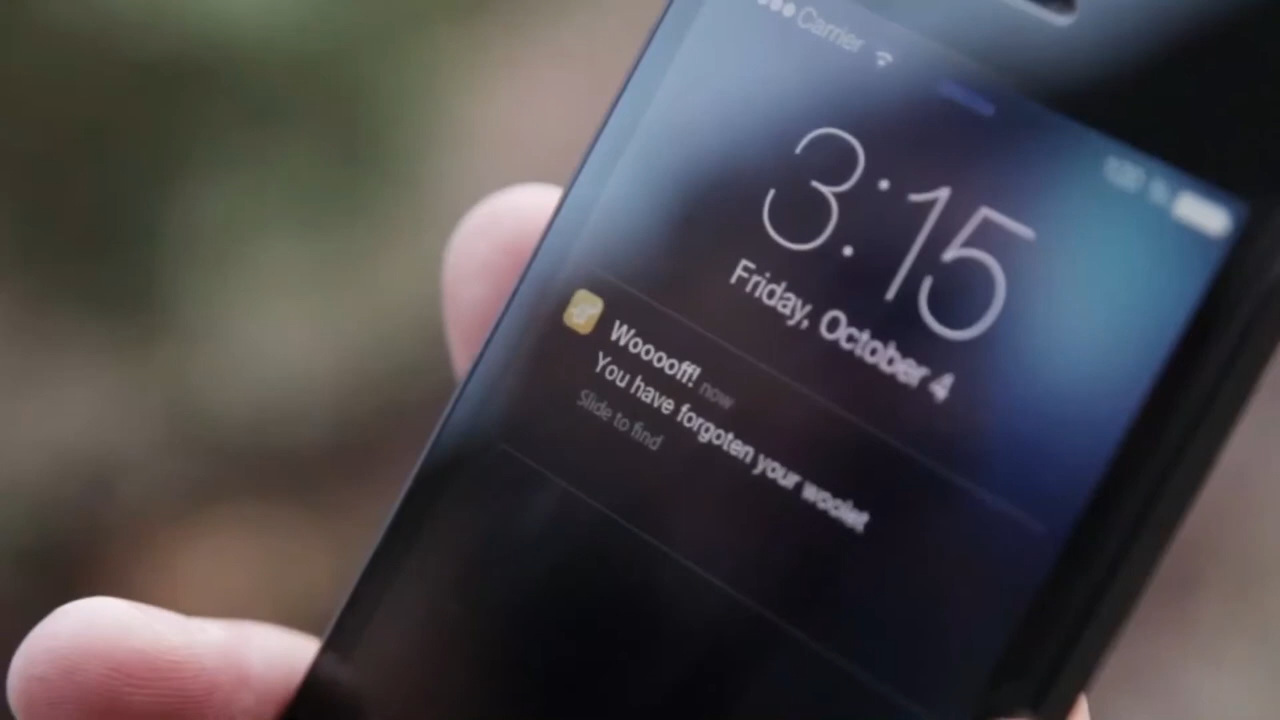 Carrier
3:15
Friday, October 4
Wooooff! now
You have forgoten your woolet
Slide to find